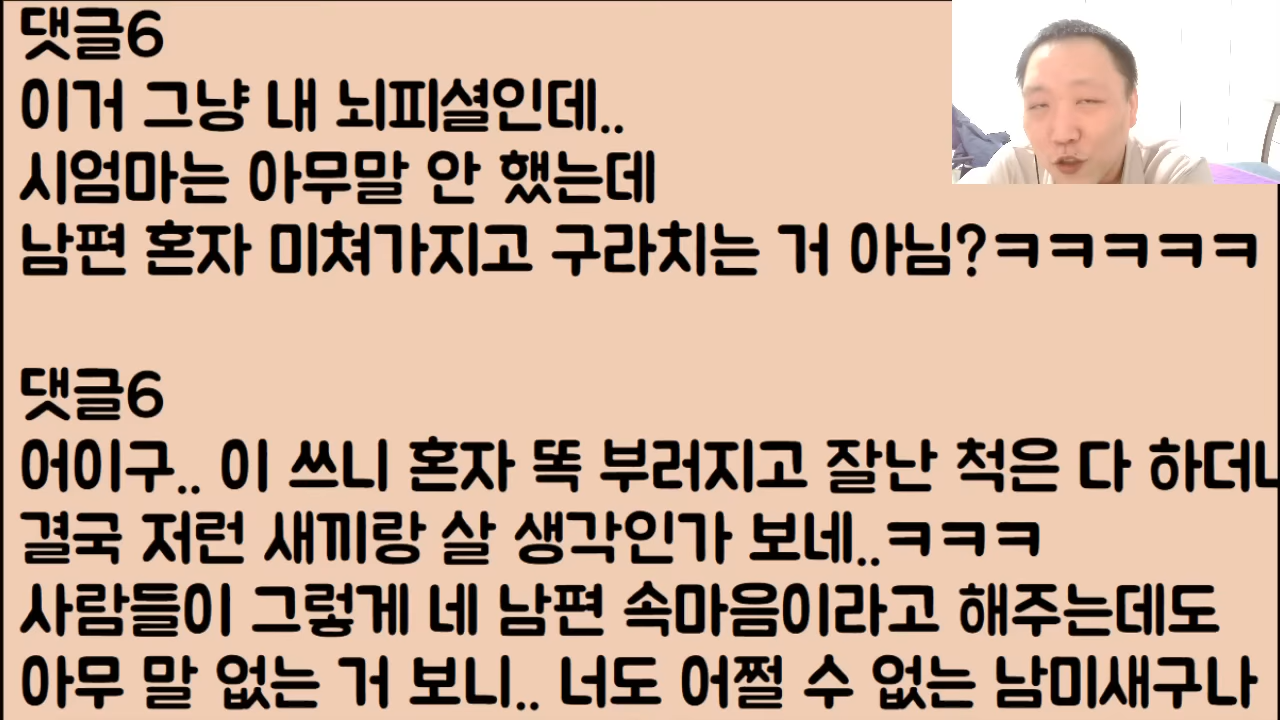 댓글6
이거 그냥 내 뇌피셜인데..
시엄마는 아무말 안 했는데
남편 혼자 미쳐가지고 구라치는 거 아님?ㅋㅋㅋㅋㅋ
댓글6
어이구.. 이 쓰니 혼자 똑 부러지고 잘난 척은 다 하더니
결국 저런 새끼랑 살 생각인가 보네..ㅋㅋㅋ
사람들이 그렇게 네 남편 속마음이라고 해주는데도
아무 말 없는 거 보니.. 너도 어쩔 수 없는 남미새구나